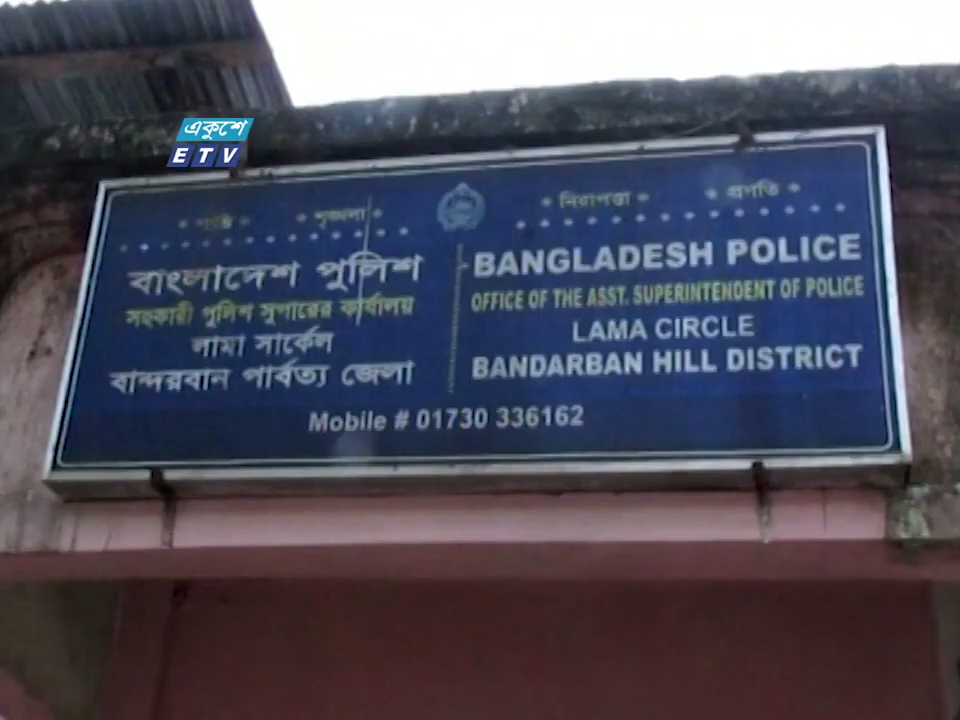 একুশে
ETV
শান্তি শৃঙ্খলা নিরাপত্তা প্রগতি
বাংলাদেশ পুলিশ
সহকারী পুলিশ সুপারের কার্যালয়
লামা সার্কেল
বান্দরবান পার্বত্য জেলা
BANGLADESH POLICE
OFFICE OF THE ASST. SUPERINTENDENT OF POLICE
LAMA CIRCLE
BANDARBAN HILL DISTRICT
Mobile # 01730 336162